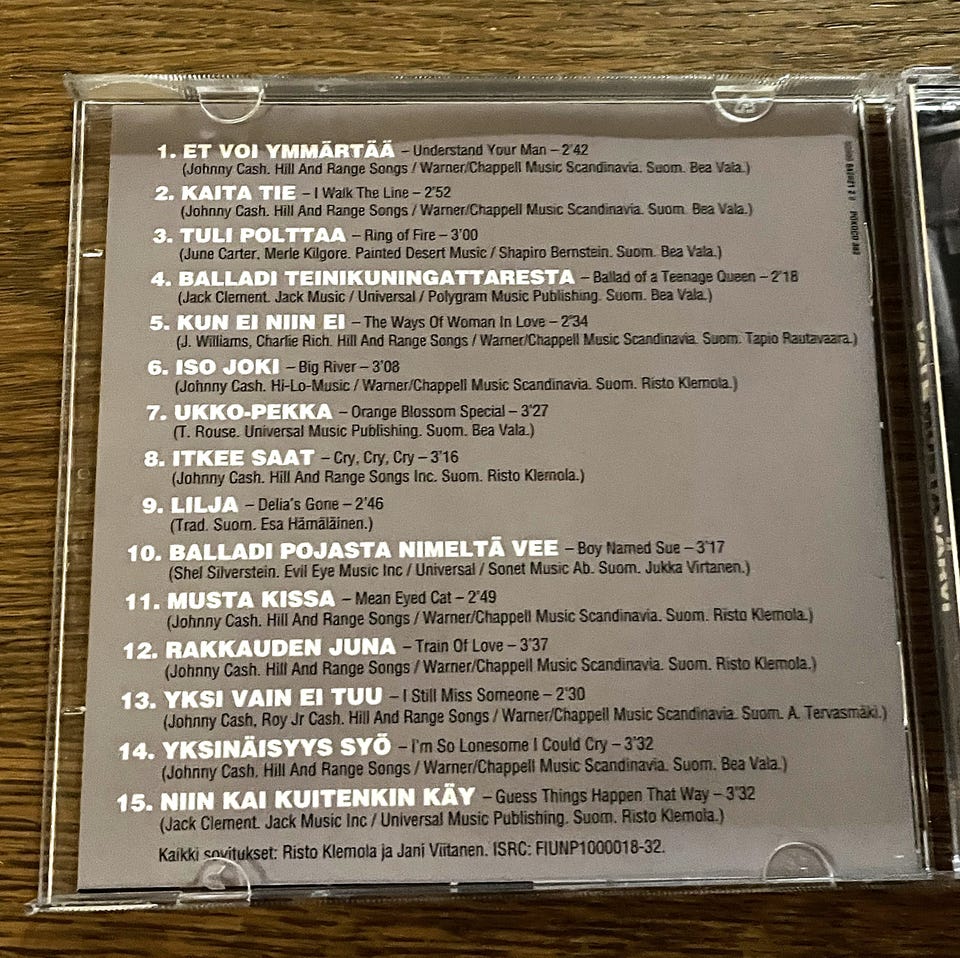 1. ET VOI YMMÄRTÄÄ – Understand Your Man – 2'42
(Johnny Cash. Hill And Range Songs / Warner/Chappell Music Scandinavia. Suom. Bea Vala.)
2. KAITA TIE – I Walk The Line – 2'52
(Johnny Cash. Hill And Range Songs / Warner/Chappell Music Scandinavia. Suom. Bea Vala.)
3. TULI POLTTAA – Ring of Fire – 3'00
(June Carter, Merle Kilgore. Painted Desert Music / Shapiro Bernstein. Suom. Bea Vala.)
4. BALLADI TEINIKUNINGATTARESTA – Ballad of a Teenage Queen – 2'18
(Jack Clement. Jack Music / Universal / Polygram Music Publishing. Suom. Bea Vala.)
5. KUN EI NIIN EI – The Ways Of Woman In Love – 2'34
(J. Williams, Charlie Rich. Hill And Range Songs / Warner/Chappell Music Scandinavia. Suom. Tapio Rautavaara.)
6. ISO JOKI – Big River – 3'08
(Johnny Cash. Hi-Lo-Music / Warner/Chappell Music Scandinavia. Suom. Risto Klemola.)
7. UKKO-PEKKA – Orange Blossom Special – 3'27
(T. Rouse. Universal Music Publishing. Suom. Bea Vala.)
8. ITKEE SAAT – Cry, Cry, Cry – 3'16
(Johnny Cash. Hill And Range Songs Inc. Suom. Risto Klemola.)
9. LILJA – Delia's Gone – 2'46
(Trad. Suom. Esa Hämäläinen.)
10. BALLADI POJASTA NIMELTÄ VEE – Boy Named Sue – 3'17
(Shel Silverstein. Evil Eye Music Inc / Universal / Sonet Music Ab. Suom. Jukka Virtanen.)
11. MUSTA KISSA – Mean Eyed Cat – 2'49
(Johnny Cash. Hill And Range Songs / Warner/Chappell Music Scandinavia. Suom. Risto Klemola.)
12. RAKKAUDEN JUNA – Train Of Love – 3'37
(Johnny Cash. Hill And Range Songs / Warner/Chappell Music Scandinavia. Suom. Risto Klemola.)
13. YKSI VAIN EI TUU – I Still Miss Someone – 2'30
(Johnny Cash, Roy Jr Cash. Hill And Range Songs / Warner/Chappell Music Scandinavia. Suom. A. Tervasmäki.)
14. YKSINÄISYYS SYÖ – I'm So Lonesome I Could Cry – 3'32
(Johnny Cash. Hill And Range Songs / Warner/Chappell Music Scandinavia. Suom. Bea Vala.)
15. NIIN KAI KUITENKIN KÄY – Guess Things Happen That Way – 3'32
(Jack Clement. Jack Music Inc / Universal Music Publishing. Suom. Risto Klemola.)
Kaikki sovitukset: Risto Klemola ja Jani Viitanen. ISRC: FIUNP1000018-32.